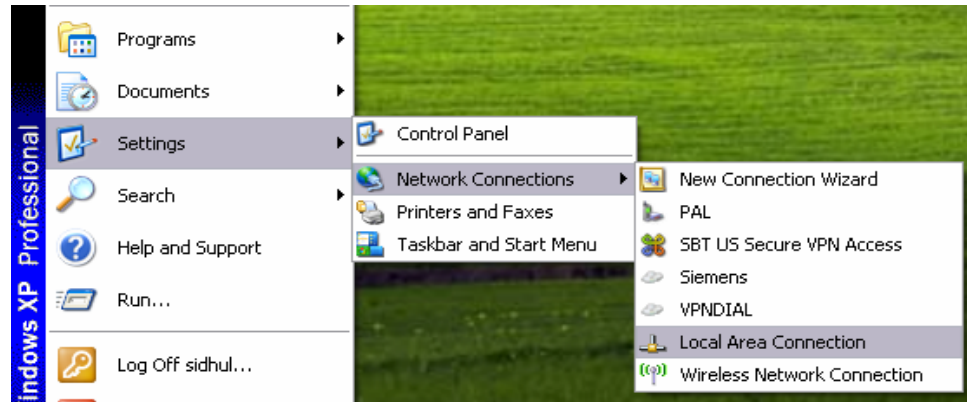 Programs
Documents
Settings
Search
Help and Support
Run...
Log Off sidhul...
indows XP Professional
Control Panel
Network Connections
Printers and Faxes
Taskbar and Start Menu
New Connection Wizard
PAL
SBT US Secure VPN Access
Siemens
VPNDIAL
Local Area Connection
Wireless Network Connection